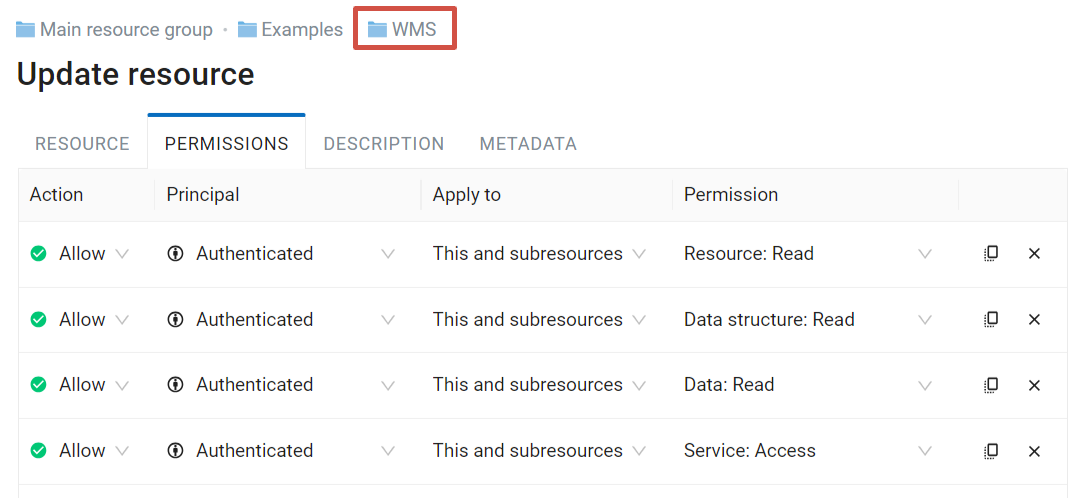 Main resource group • Examples WMS
Update resource
RESOURCE PERMISSIONS DESCRIPTION METADATA
Action Principal Apply to Permission
Allow Authenticated This and subresources Resource: Read
Allow Authenticated This and subresources Data structure: Read
Allow Authenticated This and subresources Data: Read
Allow Authenticated This and subresources Service: Access